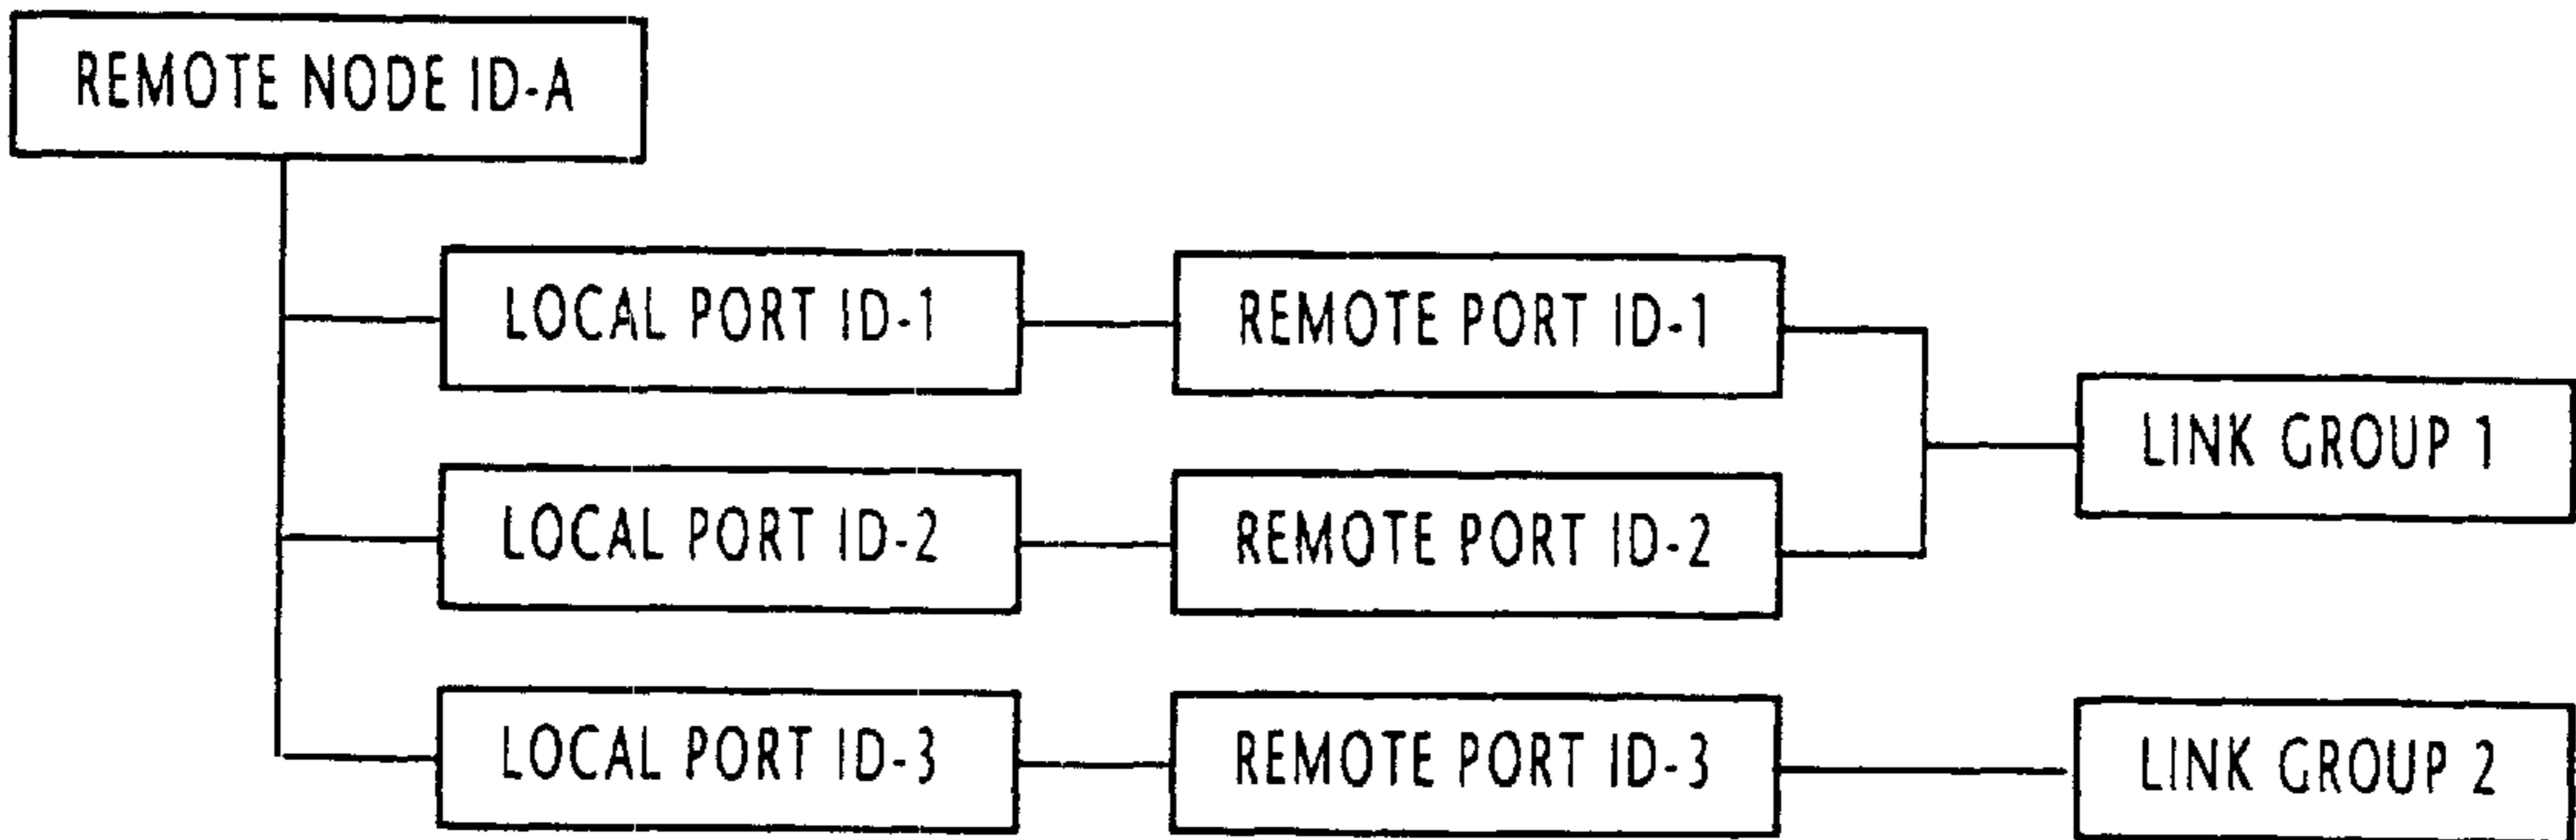 REMOTE NODE ID-A
LOCAL PORT ID-1
REMOTE PORT ID-1
LINK GROUP 1
LOCAL PORT ID-2
REMOTE PORT ID-2
LOCAL PORT ID-3
REMOTE PORT ID-3
LINK GROUP 2